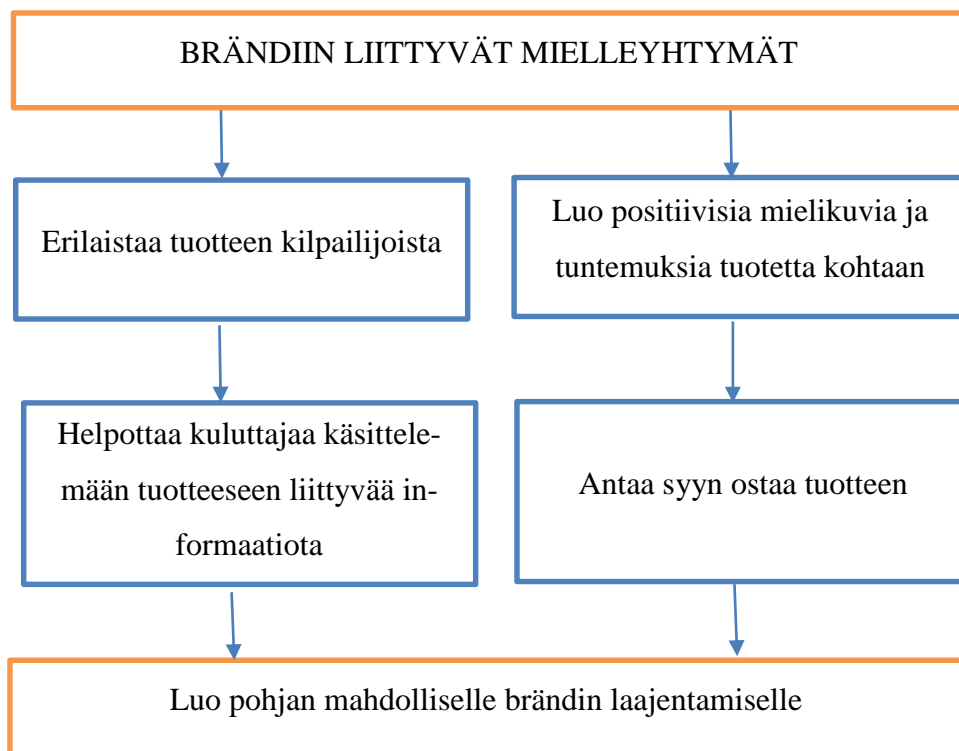 BRÄNDIIN LIITTYVÄT MIELLEYHTYMÄT
Erilaistaa tuotteen kilpailijoista
Luo positiivisia mielikuvia ja
tuntemuksia tuotetta kohtaan
Helpottaa kuluttajaa käsittele-
mään tuotteeseen liittyvää in-
formaatiota
Antaa syyn ostaa tuotteen
Luo pohjan mahdolliselle brändin laajentamiselle